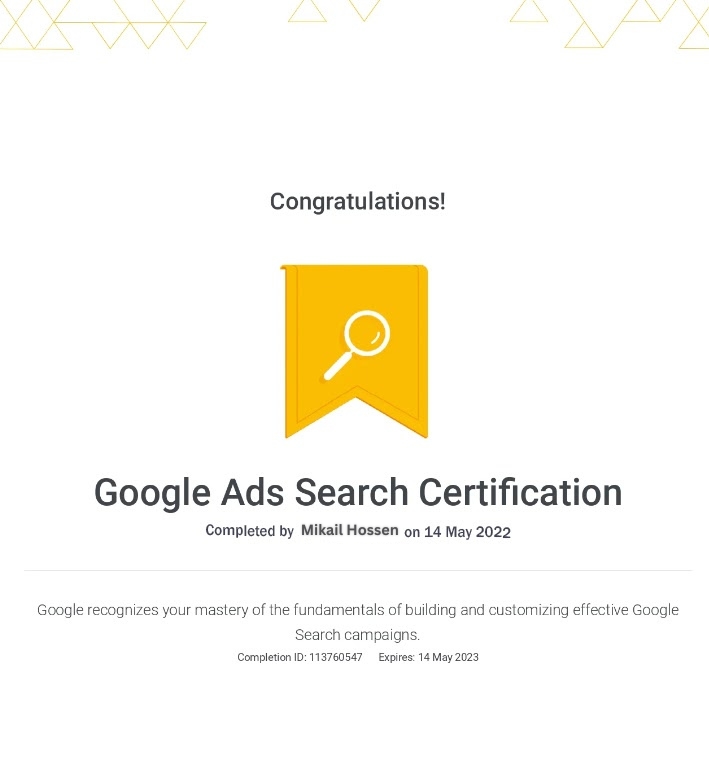 Congratulations!
Google Ads Search Certification
Completed by Mikail Hossen on 14 May 2022
Google recognizes your mastery of the fundamentals of building and customizing effective Google
Search campaigns.
Completion ID: 113760547 Expires: 14 May 2023